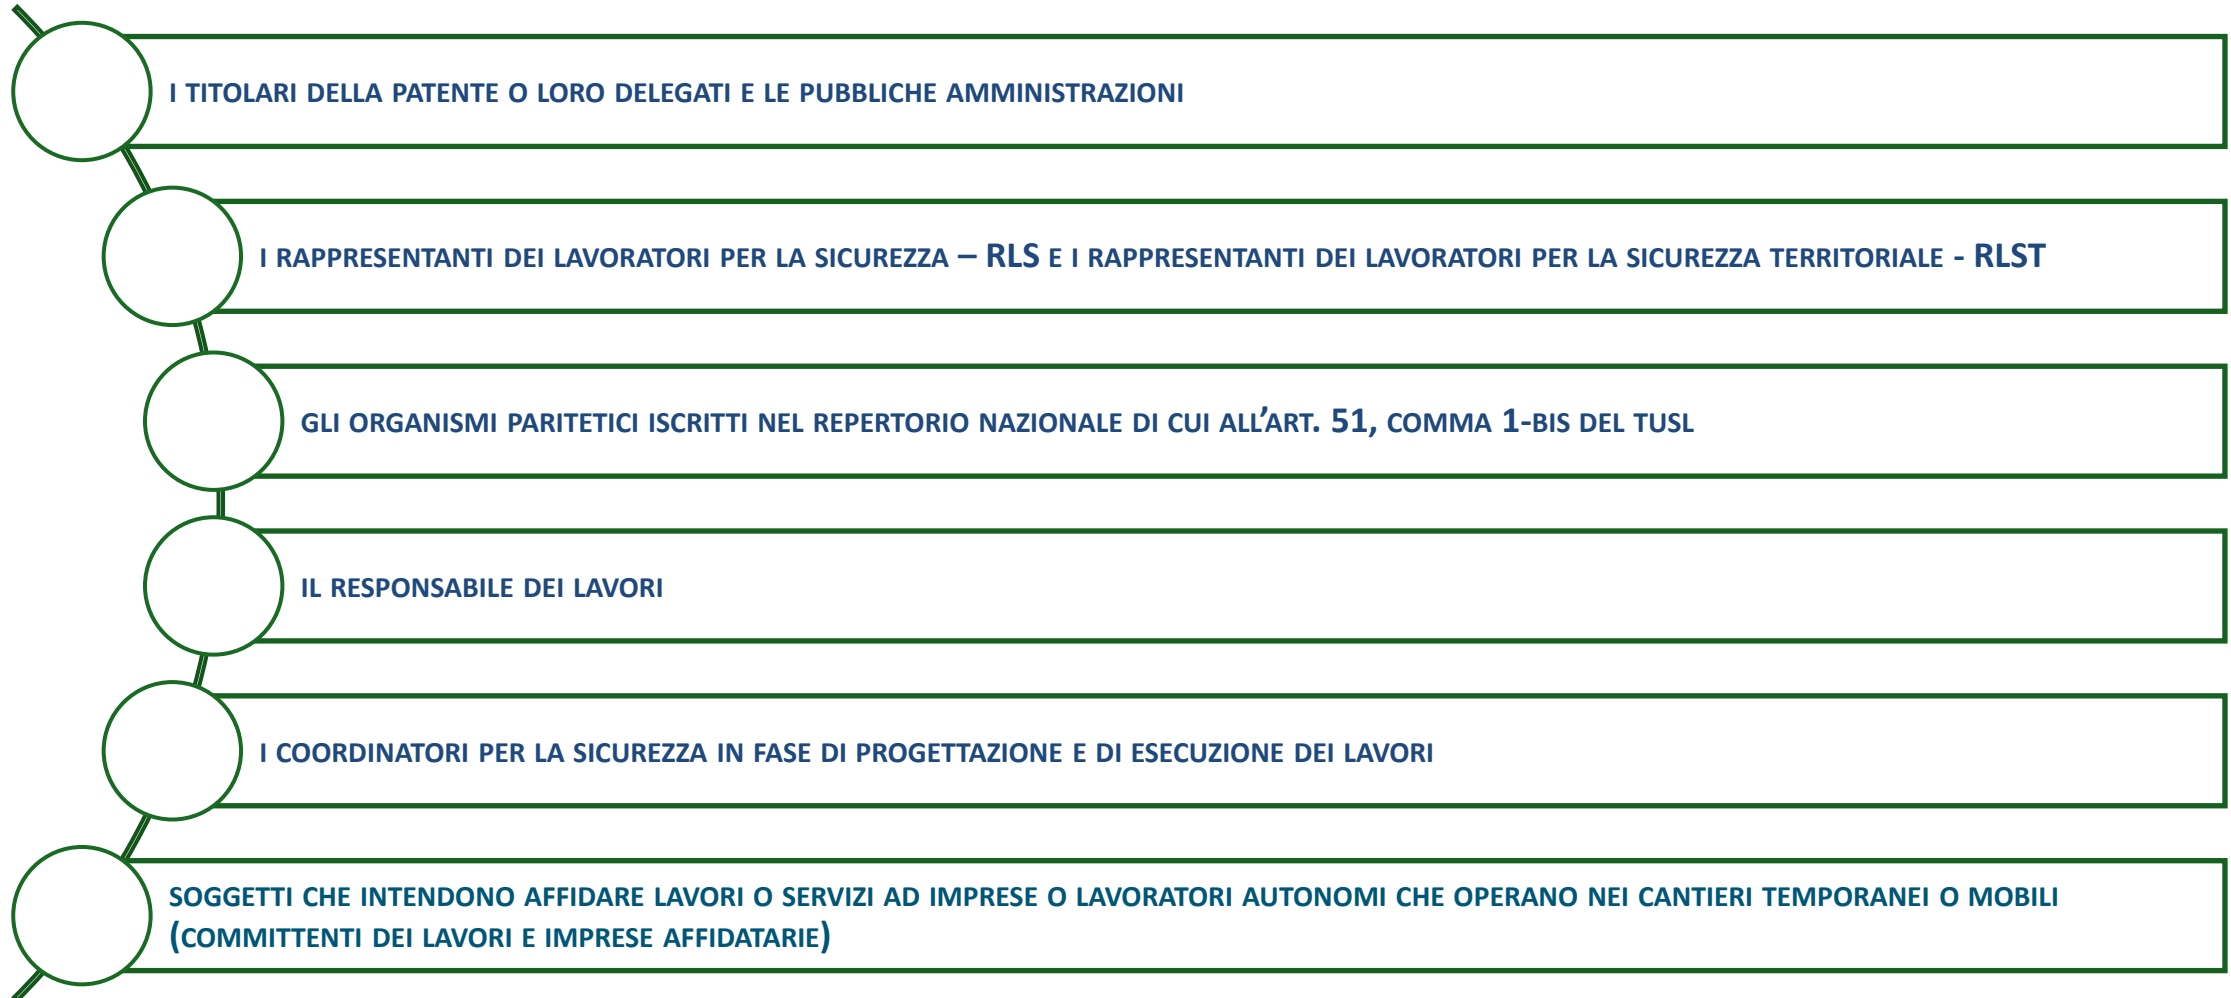 I TITOLARI DELLA PATENTE O LORO DELEGATI E LE PUBBLICHE AMMINISTRAZIONI
I RAPPRESENTANTI DEI LAVORATORI PER LA SICUREZZA – RLS E I RAPPRESENTANTI DEI LAVORATORI PER LA SICUREZZA TERRITORIALE - RLST
GLI ORGANISMI PARITETICI ISCRITTI NEL REPERTORIO NAZIONALE DI CUI ALL’ART. 51, COMMA 1-BIS DEL TUSL
IL RESPONSABILE DEI LAVORI
I COORDINATORI PER LA SICUREZZA IN FASE DI PROGETTAZIONE E DI ESECUZIONE DEI LAVORI
SOGGETTI CHE INTENDONO AFFIDARE LAVORI O SERVIZI AD IMPRESE O LAVORATORI AUTONOMI CHE OPERANO NEI CANTIERI TEMPORANEI O MOBILI
(COMMITTENTI DEI LAVORI E IMPRESE AFFIDATARIE)